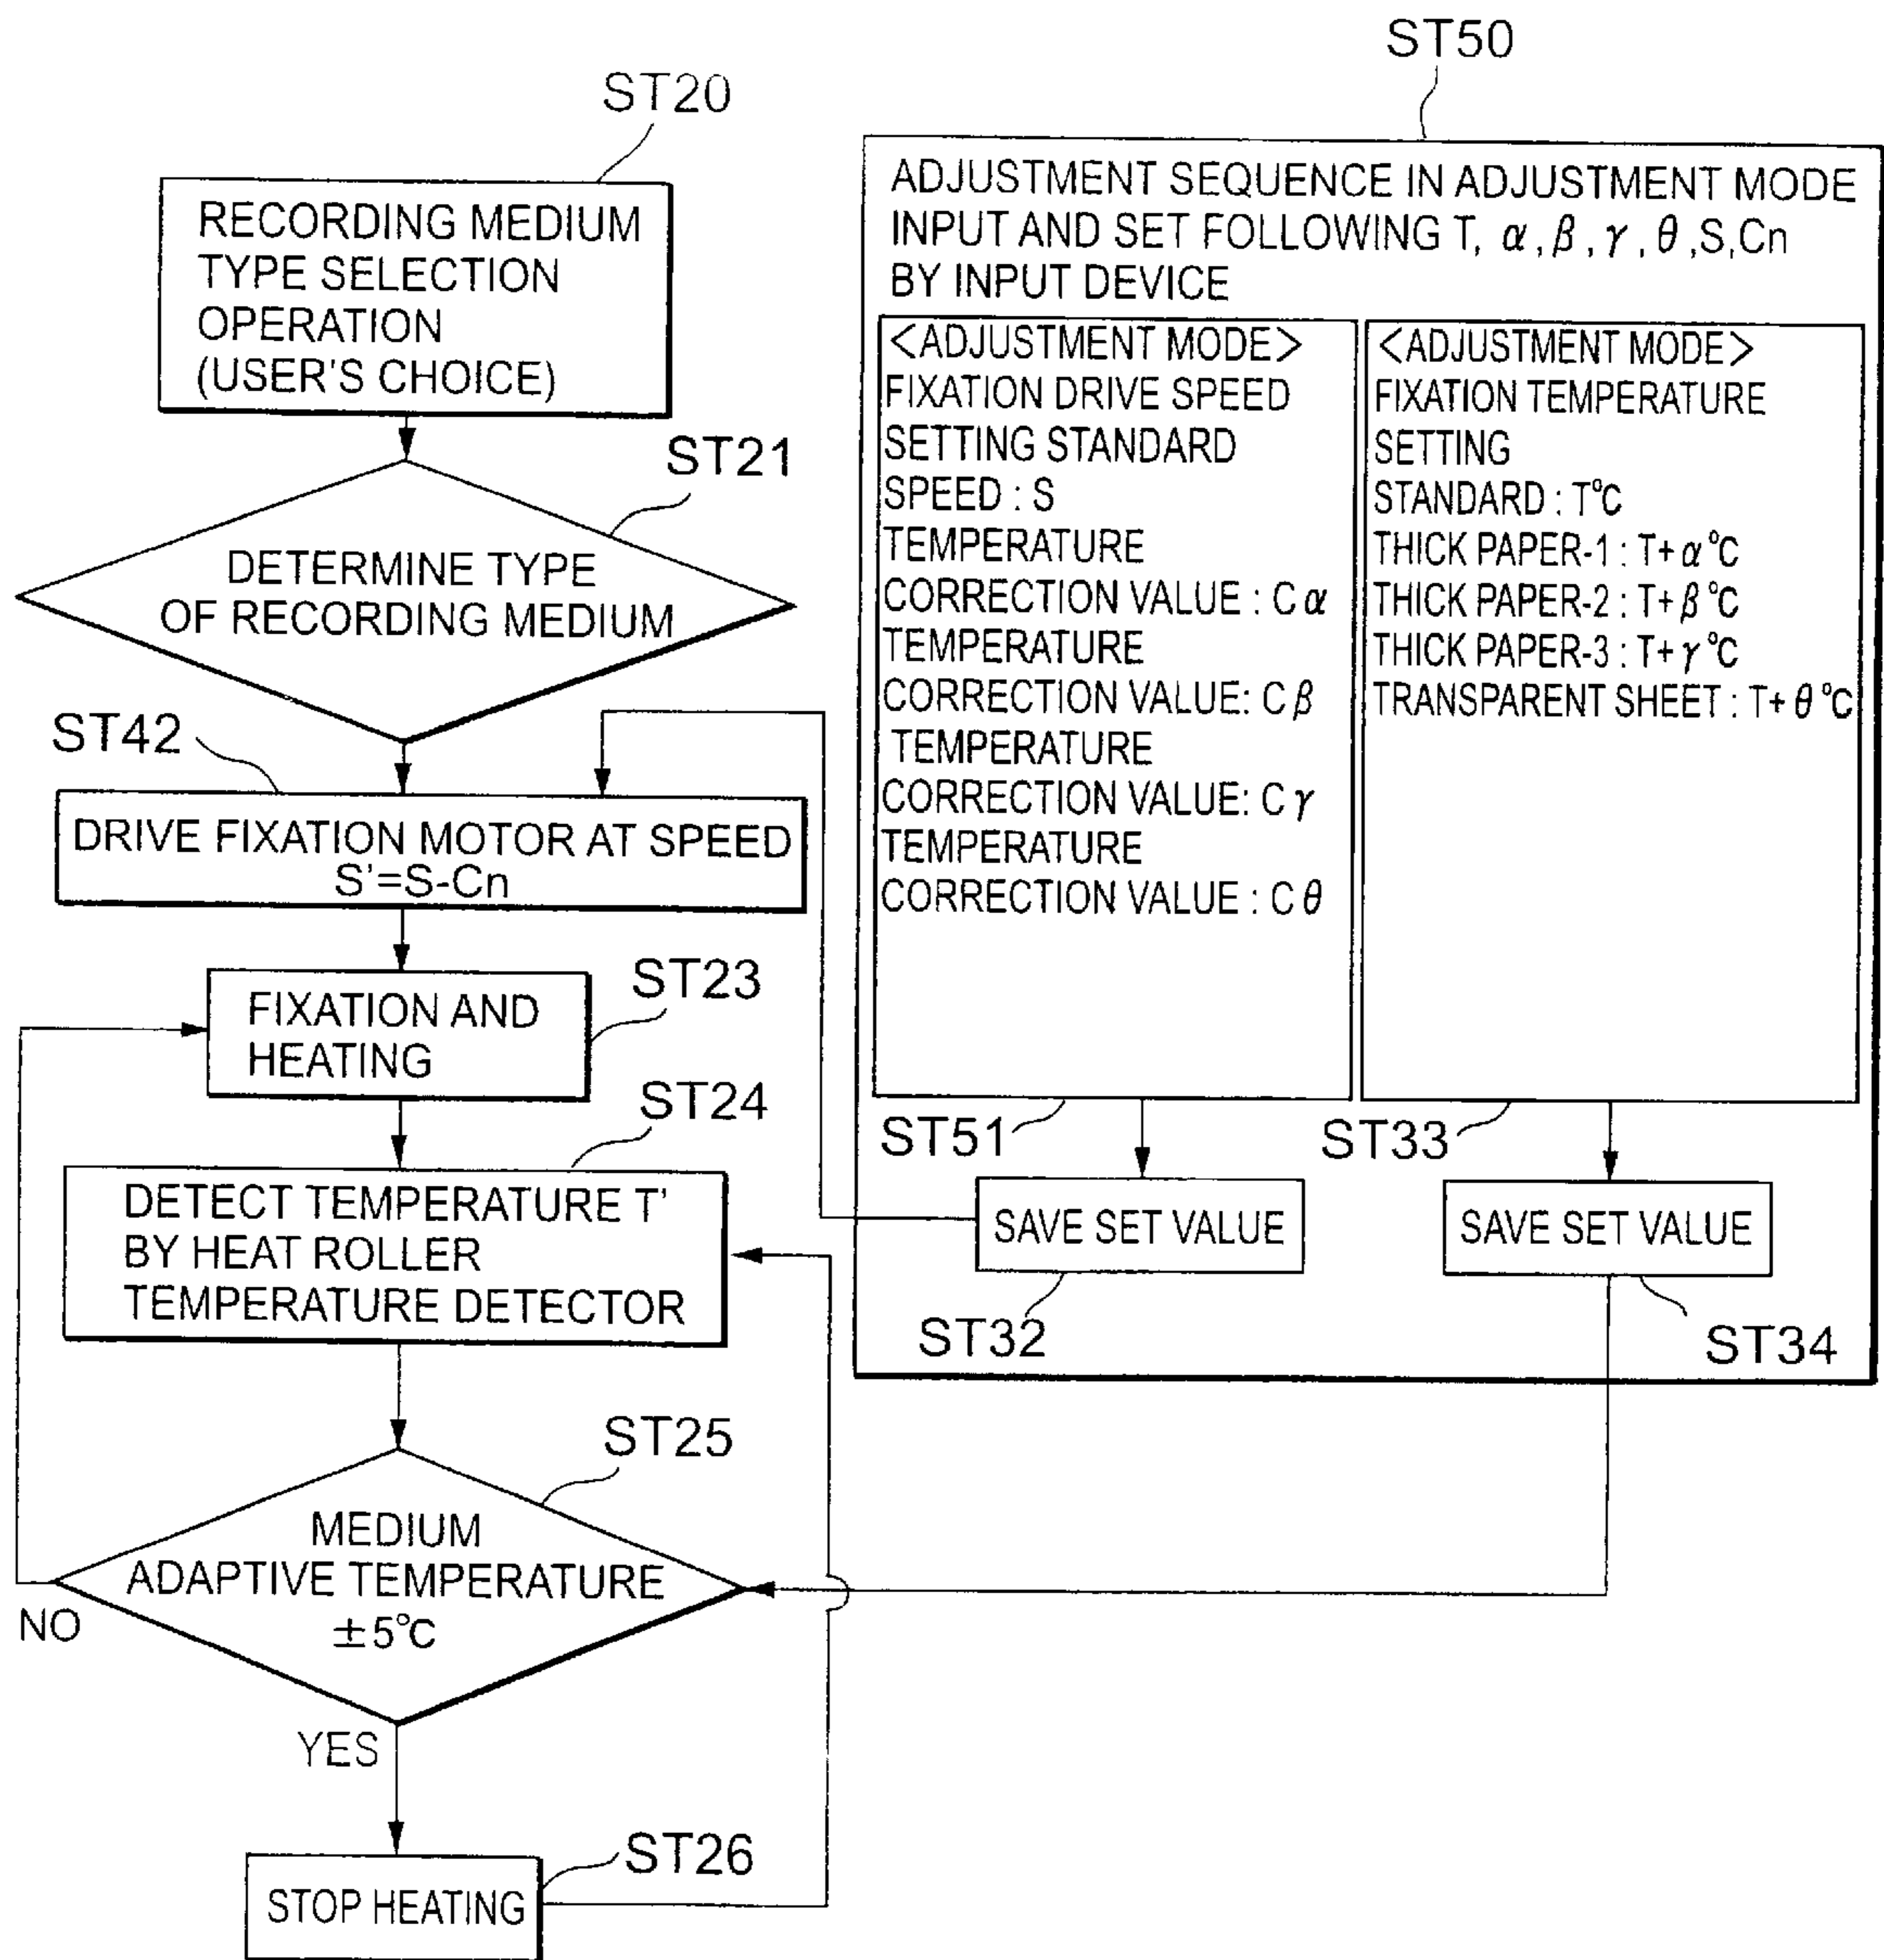 ST20
RECORDING MEDIUM
TYPE SELECTION
OPERATION
(USER'S CHOICE)
ST21
DETERMINE TYPE
OF RECORDING MEDIUM
ST42
DRIVE FIXATION MOTOR AT SPEED
S'=S-Cn
ST23
FIXATION AND
HEATING
ST24
DETECT TEMPERATURE T'
BY HEAT ROLLER
TEMPERATURE DETECTOR
ST25
MEDIUM
ADAPTIVE TEMPERATURE
±5°C
NO
YES
ST26
STOP HEATING
ST50
ADJUSTMENT SEQUENCE IN ADJUSTMENT MODE
INPUT AND SET FOLLOWING T, α, β, γ, θ, S, Cn
BY INPUT DEVICE
<ADJUSTMENT MODE>
FIXATION DRIVE SPEED
SETTING STANDARD
SPEED : S
TEMPERATURE
CORRECTION VALUE : Cα
TEMPERATURE
CORRECTION VALUE: Cβ
TEMPERATURE
CORRECTION VALUE: Cγ
TEMPERATURE
CORRECTION VALUE : Cθ
ST51
SAVE SET VALUE
ST32
<ADJUSTMENT MODE>
FIXATION TEMPERATURE
SETTING
STANDARD : T°C
THICK PAPER-1 : T+α°C
THICK PAPER-2 : T+β°C
THICK PAPER-3 : T+γ°C
TRANSPARENT SHEET : T+θ°C
ST33
SAVE SET VALUE
ST34